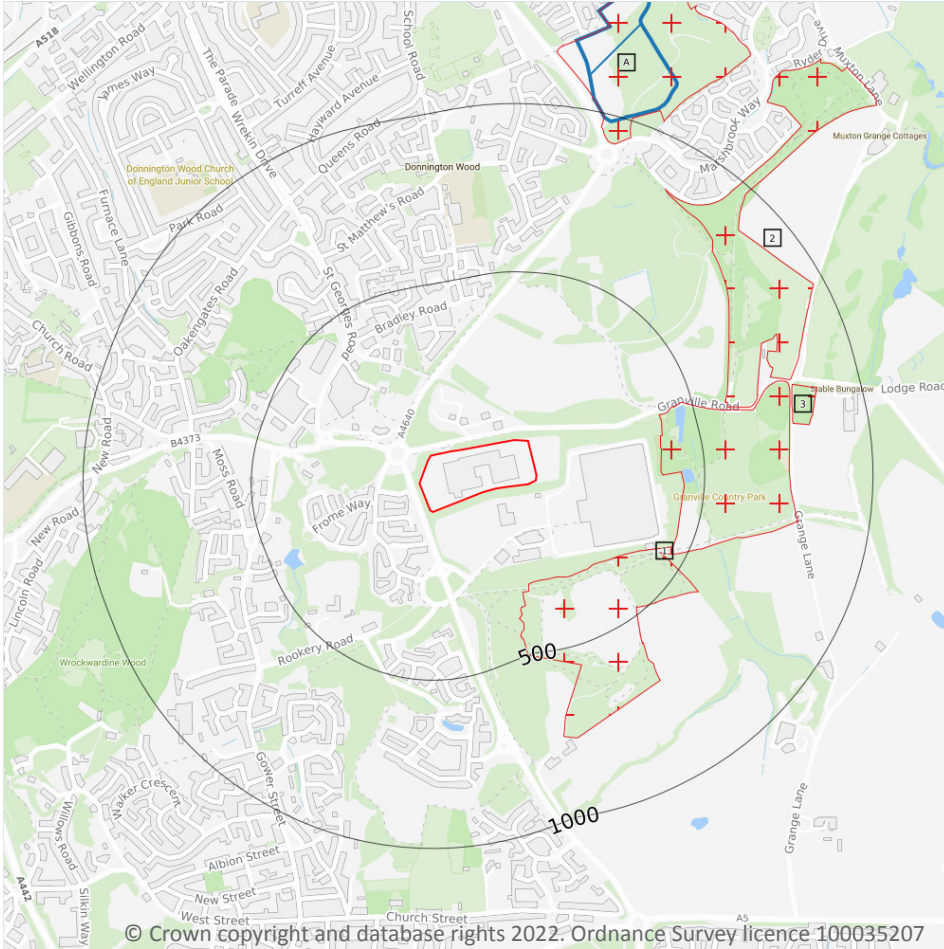 A518
Wellington Road
James Way
The Parade
Wrekin Drive
Turreff Avenue
Hayward Avenue
School Road
A
Ryder Drive
Muxton Lane
Marshbrook Way
Muxton Grange Cottages
Queens Road
Donnington Wood
Donnington Wood Church
of England Junior School
Furnace Lane
Gibbons Road
Park Road
St Matthew's Road
2
Oakengates Road
St Georges Road
Bradley Road
Church Road
Stable Bungalow
Lodge Road
Granville Road
3
A4640
New Road
B4373
Moss Road
Frome Way
Granville Country Park
New Road
Grange Lane
11
Lincoln Road
Rookery Road
500
Wrockwardine Wood
Gower Street
Walker Crescent
Willows Road
1000
Grange Lane
Albion Street
A442
Silkin Way
New Street
West Street
Church Street
A5
© Crown copyright and database rights 2022. Ordnance Survey licence 100035207